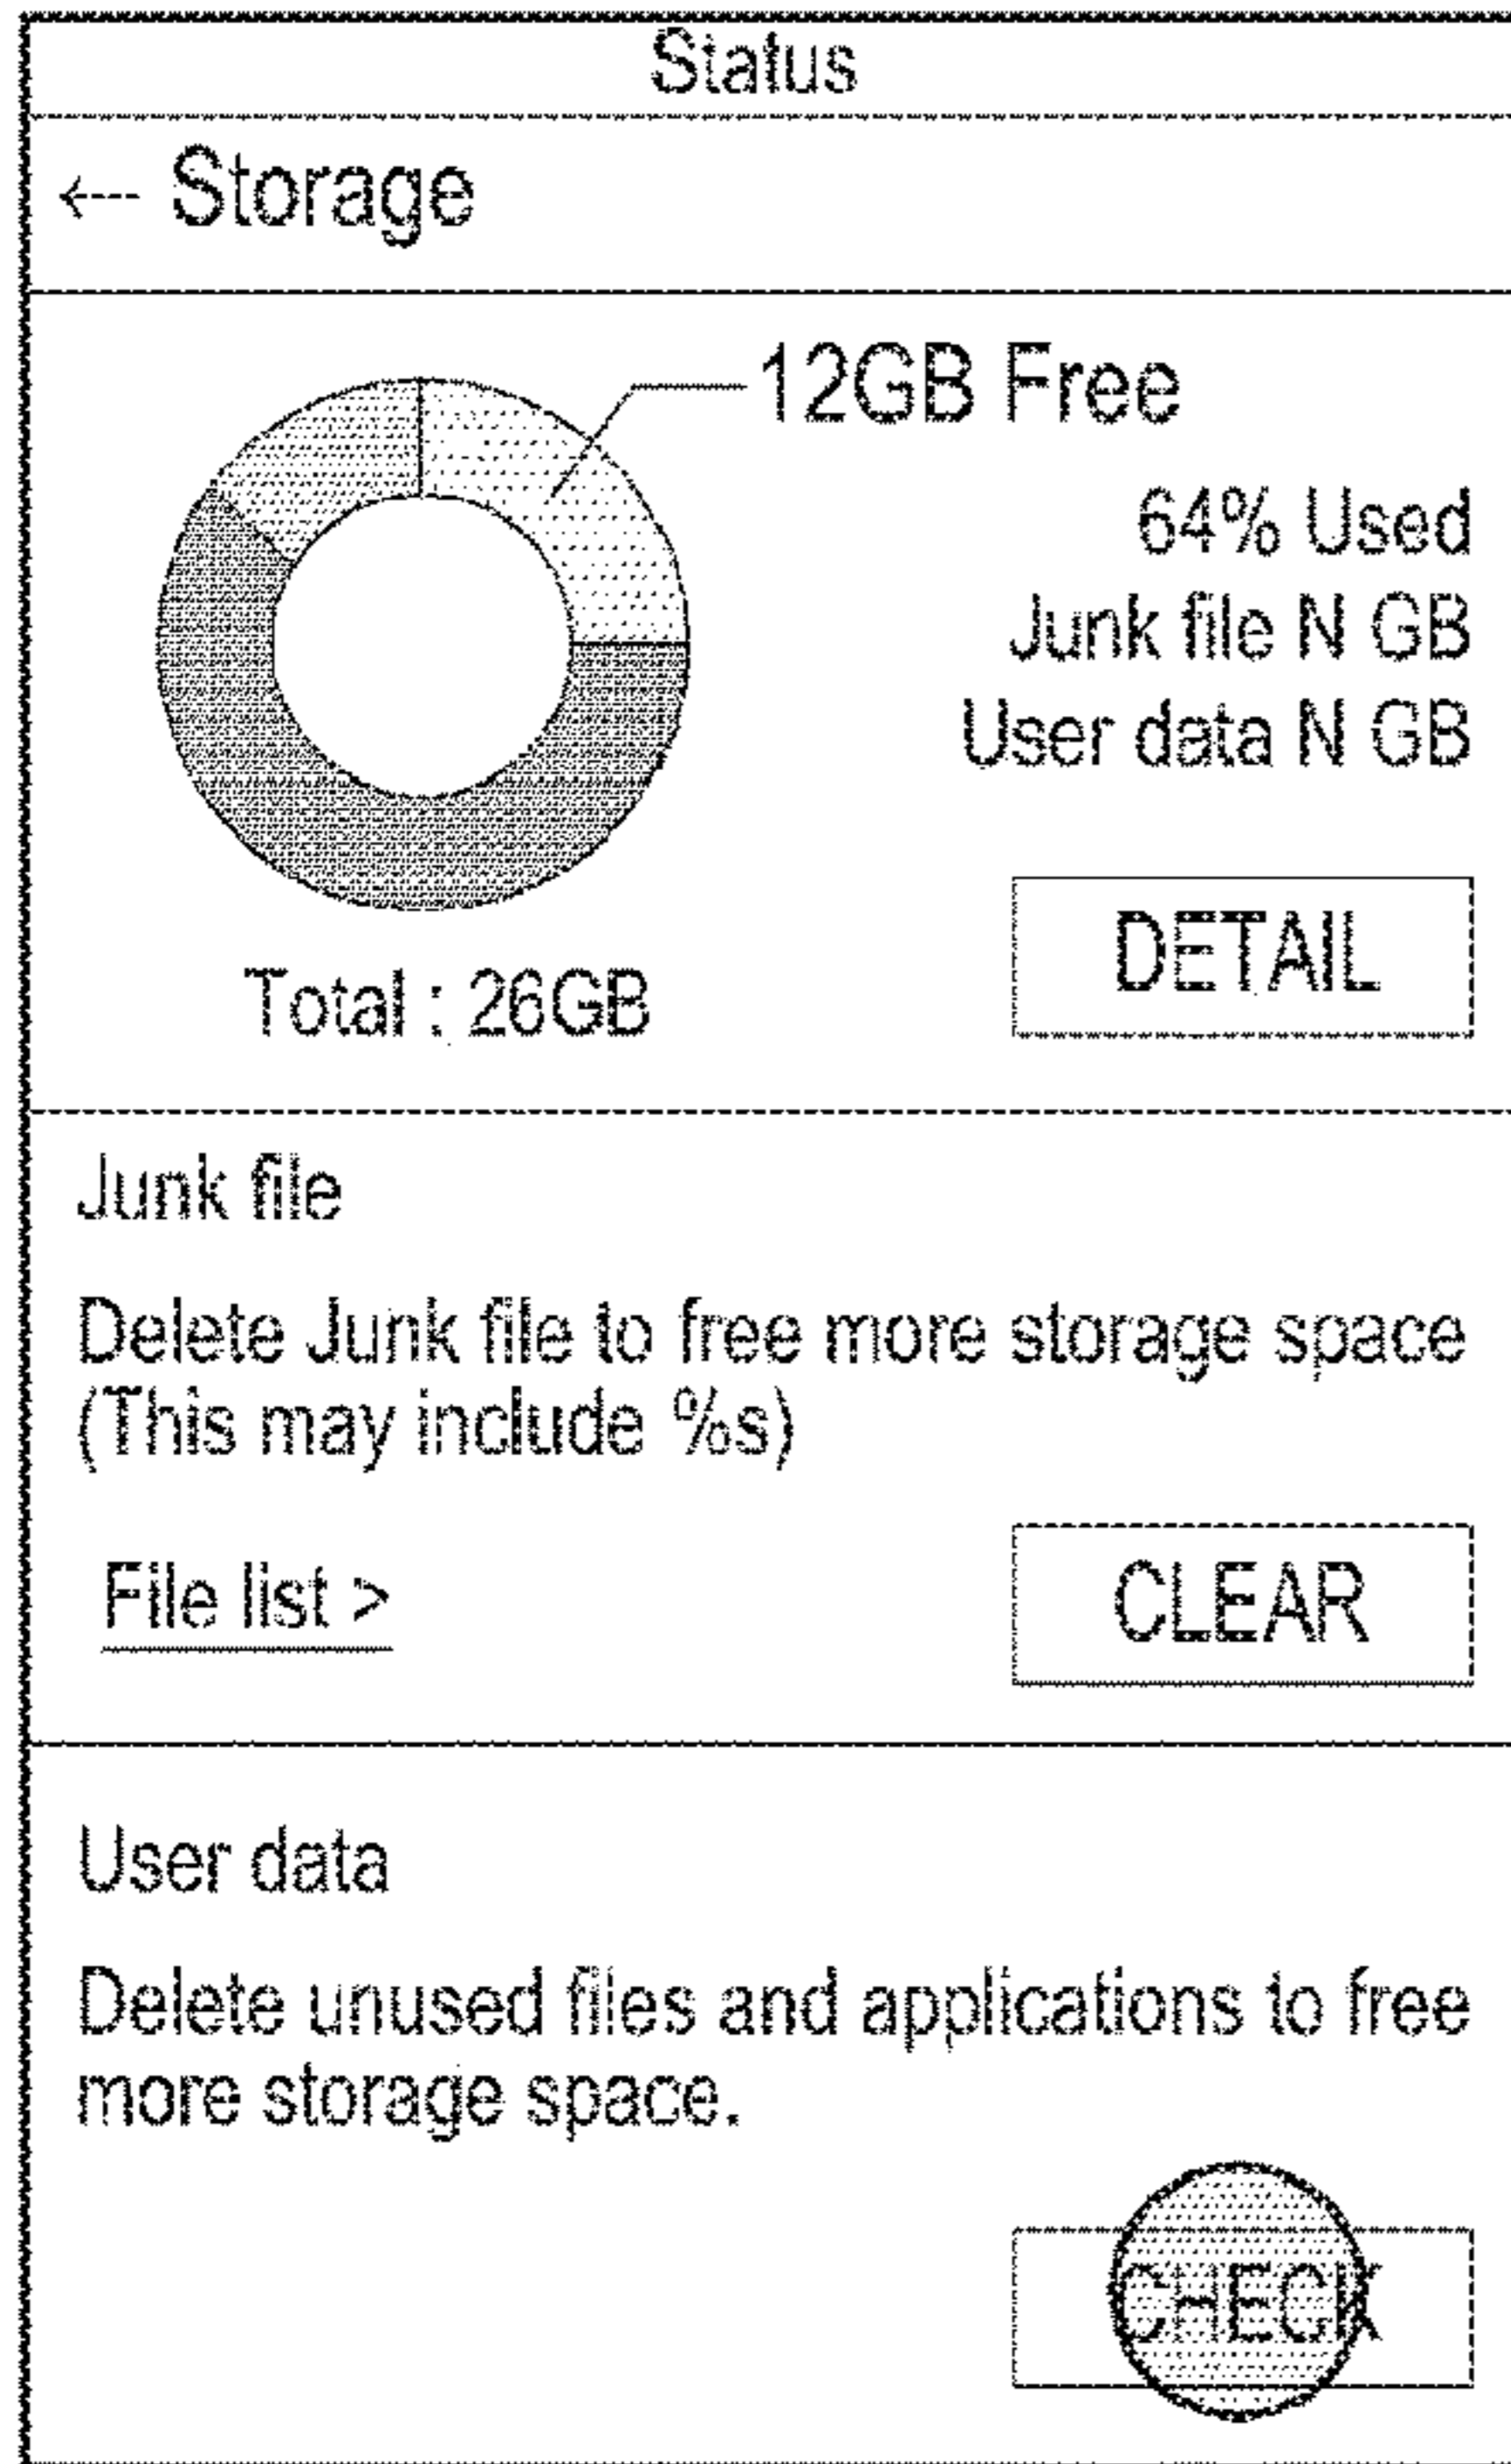 Status
← Storage
12GB Free
64% Used
Junk file N GB
User data N GB
DETAIL
Total : 26GB
Junk file
Delete Junk file to free more storage space
(This may include %s)
File list >
CLEAR
User data
Delete unused files and applications to free
more storage space.
CHECK